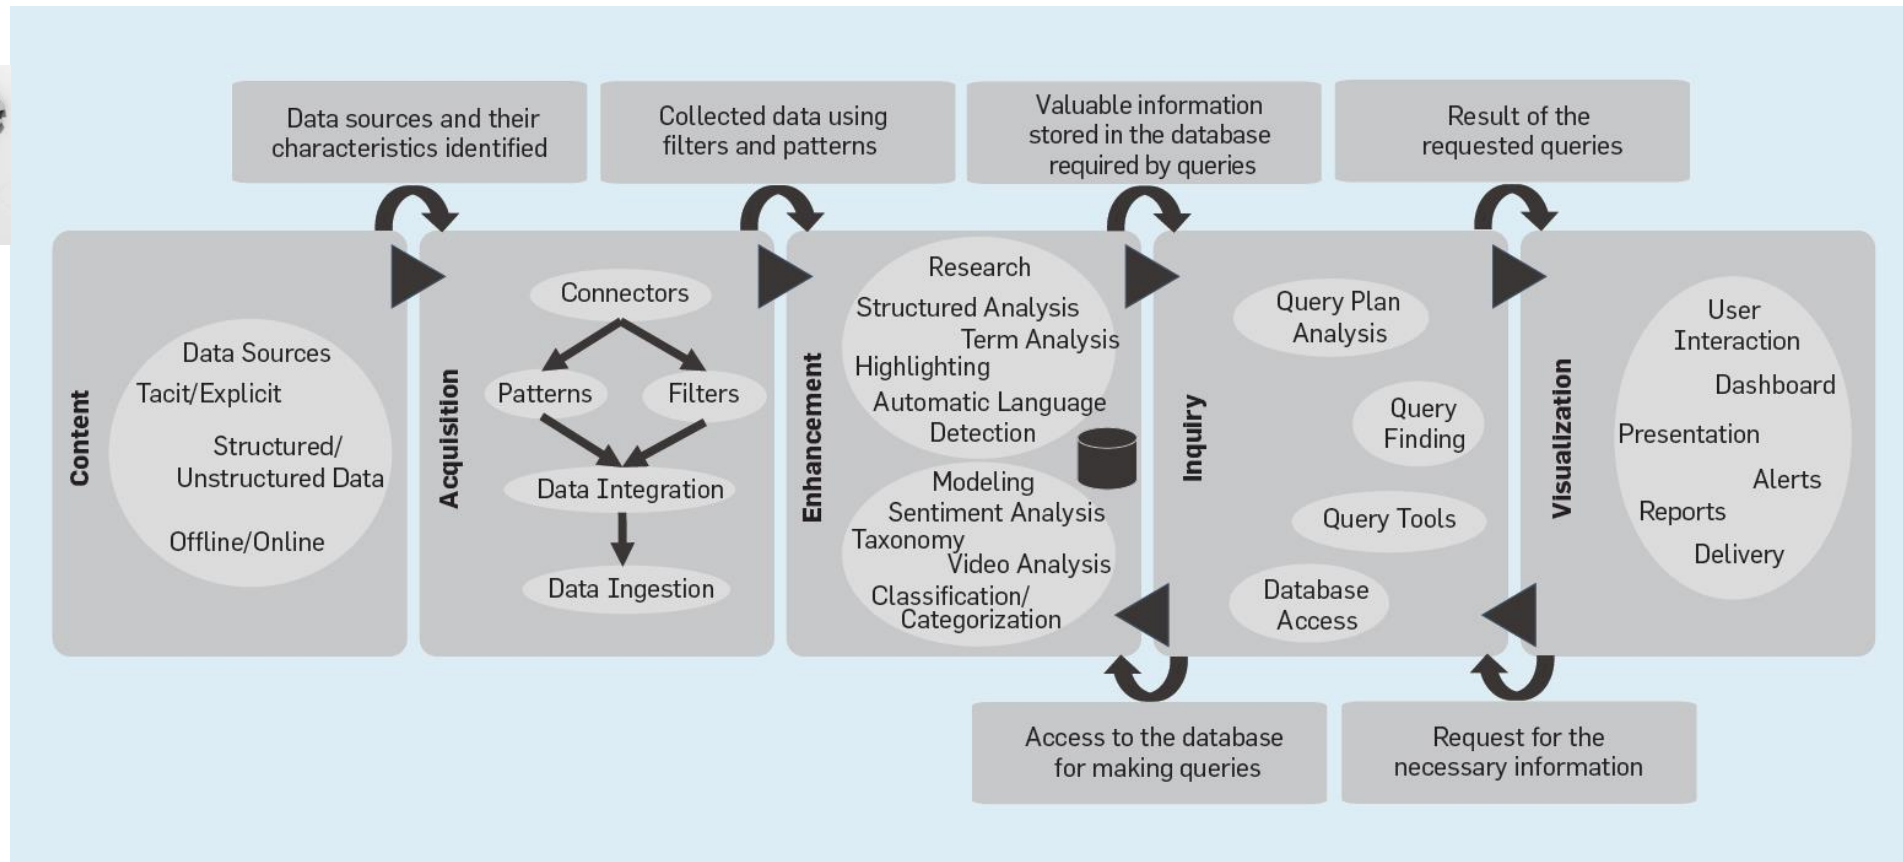 Data sources and their
characteristics identified
Collected data using
filters and patterns
Valuable information
stored in the database
required by queries
Result of the
requested queries
Content
Data Sources
Tacit/Explicit
Structured/
Unstructured Data
Offline/Online
Acquisition
Connectors
Patterns
Filters
Data Integration
Data Ingestion
Enhancement
Research
Structured Analysis
Term Analysis
Highlighting
Automatic Language
Detection
Modeling
Sentiment Analysis
Taxonomy
Video Analysis
Classification/
Categorization
Inquiry
Query Plan
Analysis
Query
Finding
Query Tools
Database
Access
Visualization
User
Interaction
Dashboard
Presentation
Alerts
Reports
Delivery
Access to the database
for making queries
Request for the
necessary information